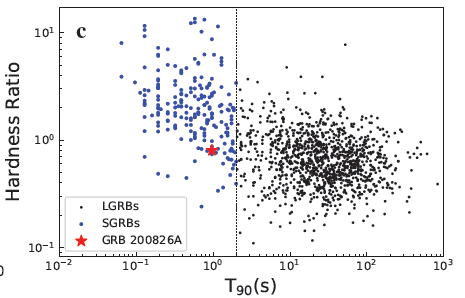 c
Hardness Ratio
10¹
10⁰
10⁻¹
LGRBs
SGRBs
GRB 200826A
0
10⁻²
10⁻¹
10⁰
10¹
10²
10³
T₉₀(s)